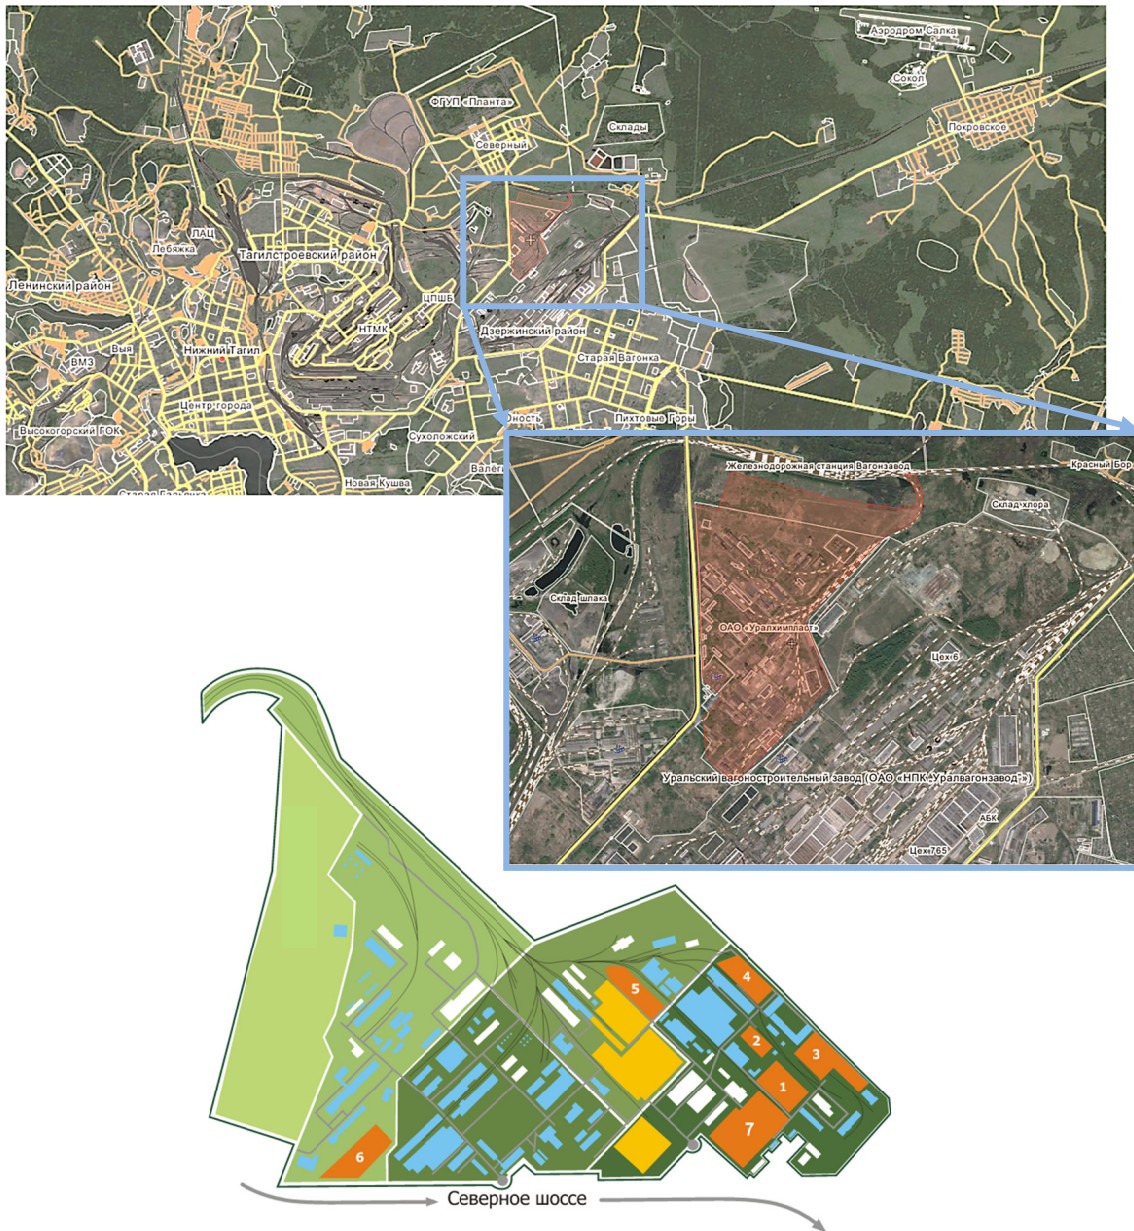 Аэродром Салка
Сокол
ФГУП «Планта»
Склады
Покровское
Северный
ЛАЦ
Лебяжка
Тагилстроевский район
Ленинский район
ЦПШБ
НТМК
Дзержинский район
Выя
Нижний Тагил
Старая Вагонка
ВМЗ
Центр города
Юность
Пихтовые Горы
Высокогорский ГОК
Сухоложский
Новая Кушва
Железнодорожная станция Вагонзавод
Красный Бор
Склад хлора
Склад шлака
ОАО «Уралхимпласт»
Цех 6
Уральский вагоностроительный завод (ОАО «НПК „Уралвагонзавод“»)
АБК
Цех 765
4
5
2
3
1
7
6
Северное шоссе